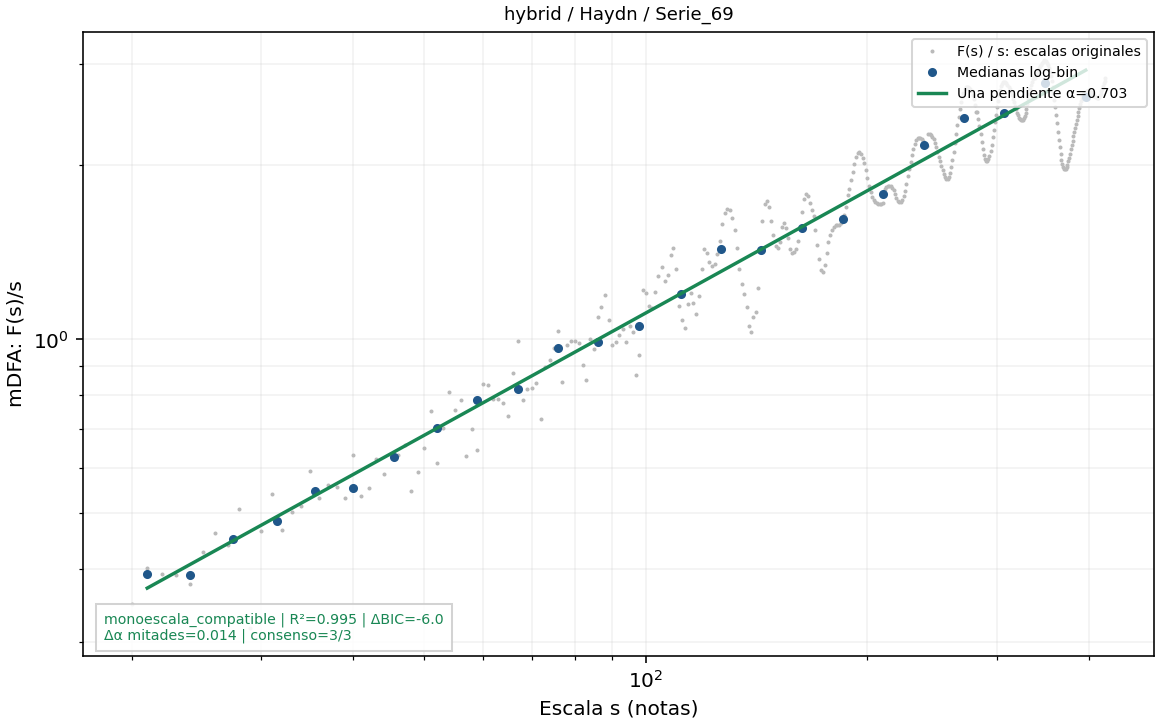 hybrid / Haydn / Serie_69
F(s) / s: escalas originales
Medianas log-bin
Una pendiente α=0.703
mDFA: F(s)/s
10⁰
monoescala_compatible | R²=0.995 | ΔBIC=-6.0
Δα mitades=0.014 | consenso=3/3
10²
Escala s (notas)